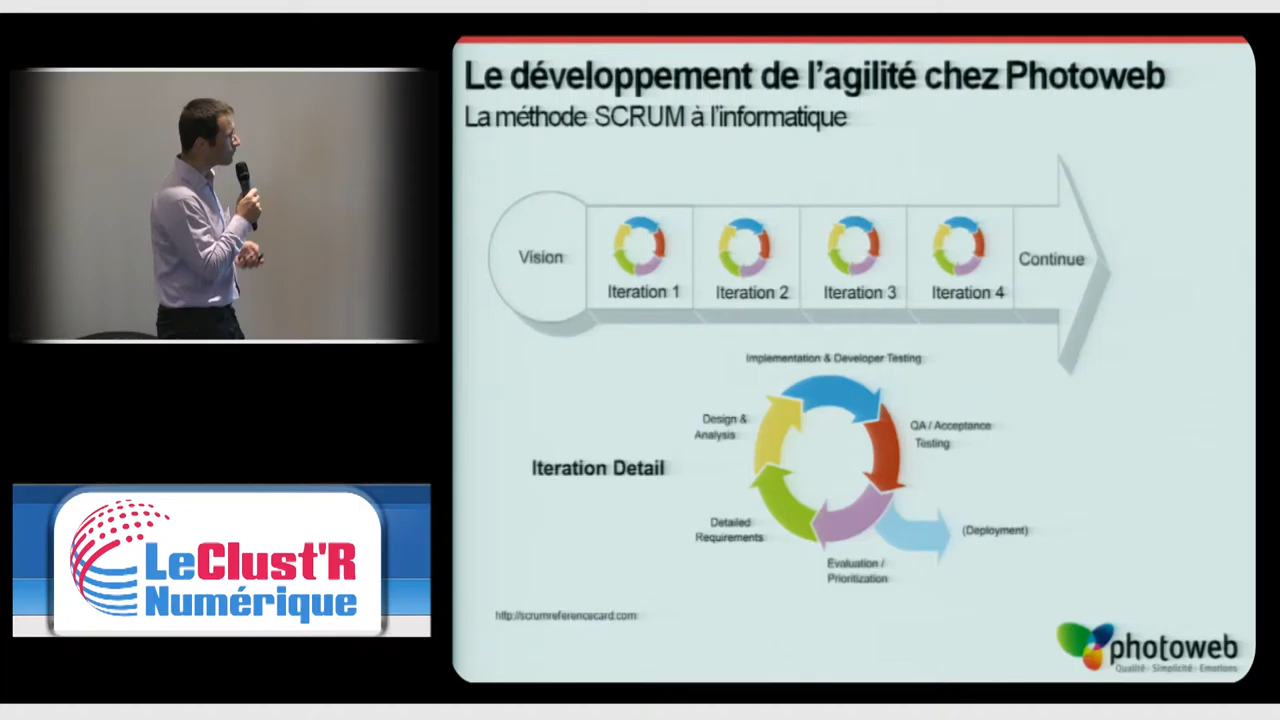 Le développement de l'agilité chez Photoweb
La méthode SCRUM à l'informatique
Vision
Iteration 1
Iteration 2
Iteration 3
Iteration 4
Continue
Implementation & Developer Testing
Design &
Analysis
QA / Acceptance
Testing
Iteration Detail
Detailed
Requirements
(Deployment)
Evaluation /
Prioritization
http://scrumreferencecard.com
photoweb
Qualité · Simplicité · Emotions
LeClust'R
Numérique